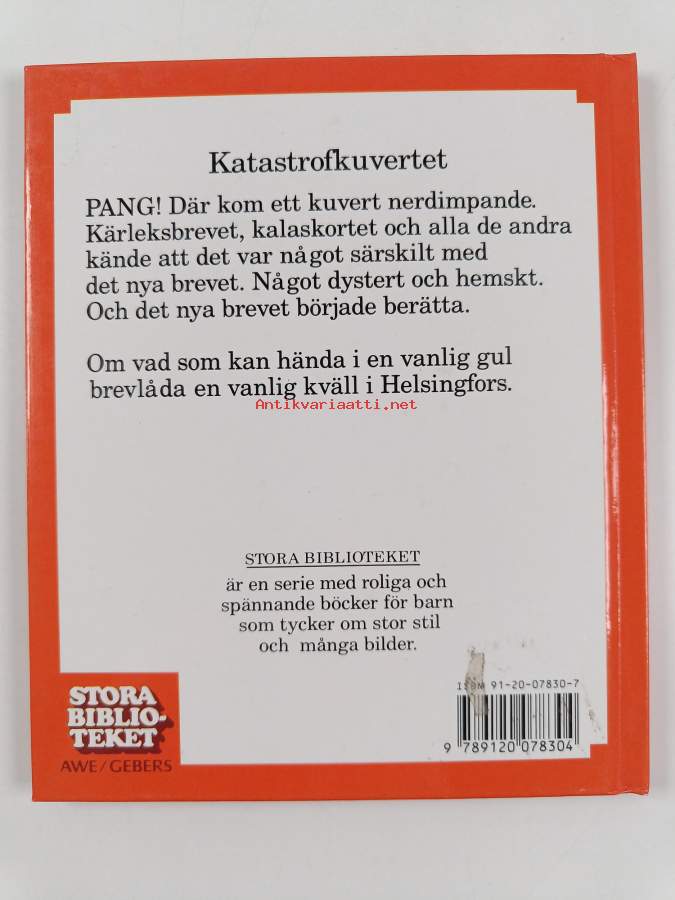 Katastrofkuvertet
PANG! Där kom ett kuvert nerdimpande.
Kärleksbrevet, kalaskortet och alla de andra
kände att det var något särskilt med
det nya brevet. Något dystert och hemskt.
Och det nya brevet började berätta.
Om vad som kan hända i en vanlig gul
brevlåda en vanlig kväll i Helsingfors.
Antikvariaatti.net
STORA BIBLIOTEKET
är en serie med roliga och
spännande böcker för barn
som tycker om stor stil
och många bilder.
STORA
BIBLIO-
TEKET
AWE/GEBERS
ISBN 91-20-07830-7
9 789120 078304